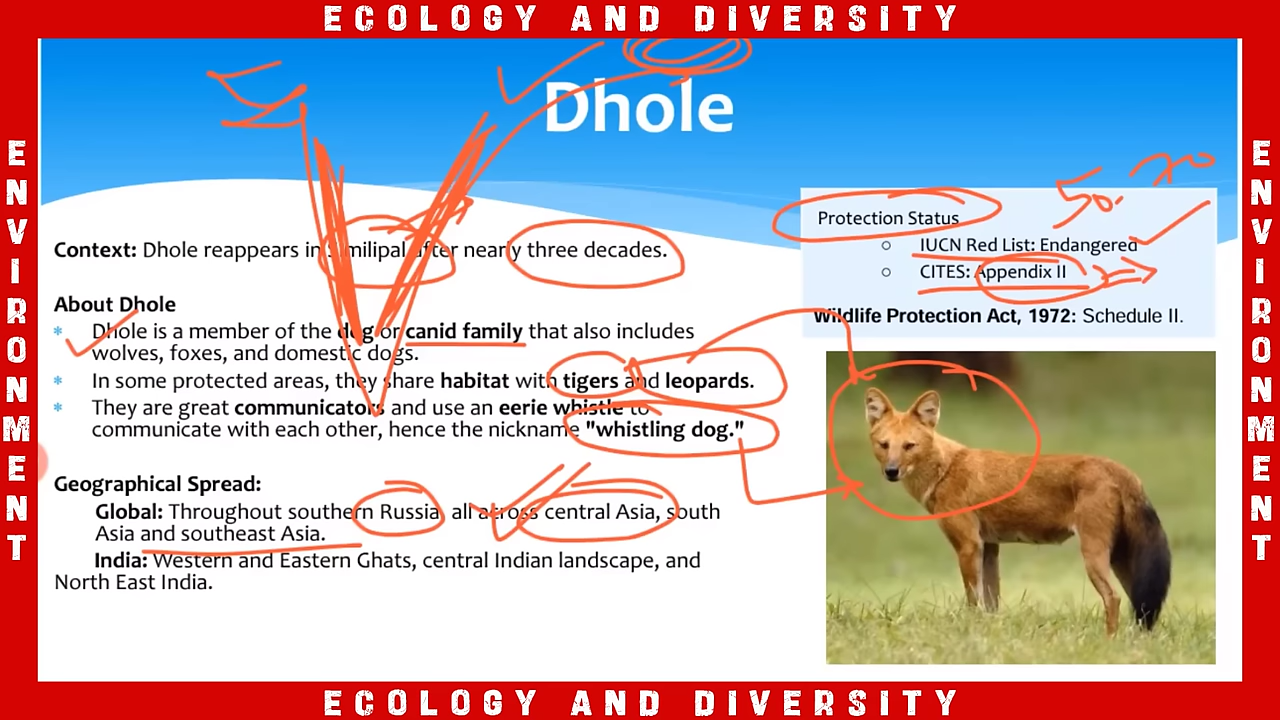 ECOLOGY AND DIVERSITY
ENVIRONMENT
ENVIRONMENT
Dhole
Context: Dhole reappears in Similipal after nearly three decades.
About Dhole
Dhole is a member of the dog or canid family that also includes
wolves, foxes, and domestic dogs.
In some protected areas, they share habitat with tigers and leopards.
They are great communicators and use an eerie whistle to
communicate with each other, hence the nickname "whistling dog."
Geographical Spread:
Global: Throughout southern Russia, all across central Asia, south
Asia and southeast Asia.
India: Western and Eastern Ghats, central Indian landscape, and
North East India.
50-70
Protection Status
IUCN Red List: Endangered
CITES: Appendix II
Wildlife Protection Act, 1972: Schedule II.
ECOLOGY AND DIVERSITY